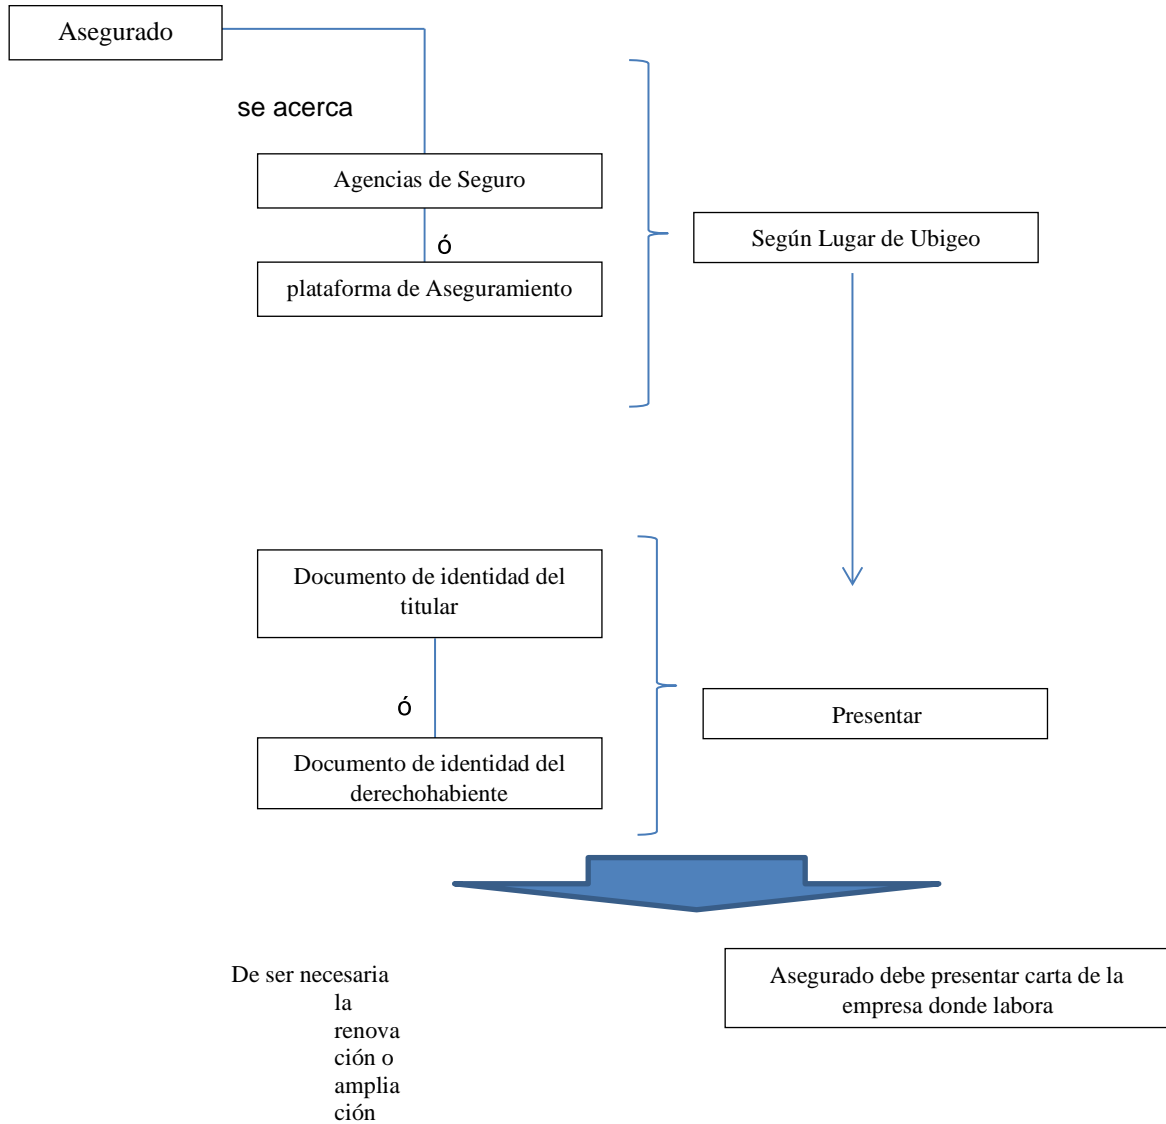 Asegurado
se acerca
Agencias de Seguro
ó
plataforma de Aseguramiento
Según Lugar de Ubigeo
Documento de identidad del
titular
ó
Documento de identidad del
derechohabiente
Presentar
De ser necesaria
la
renova
ción o
amplia
ción
Asegurado debe presentar carta de la
empresa donde labora